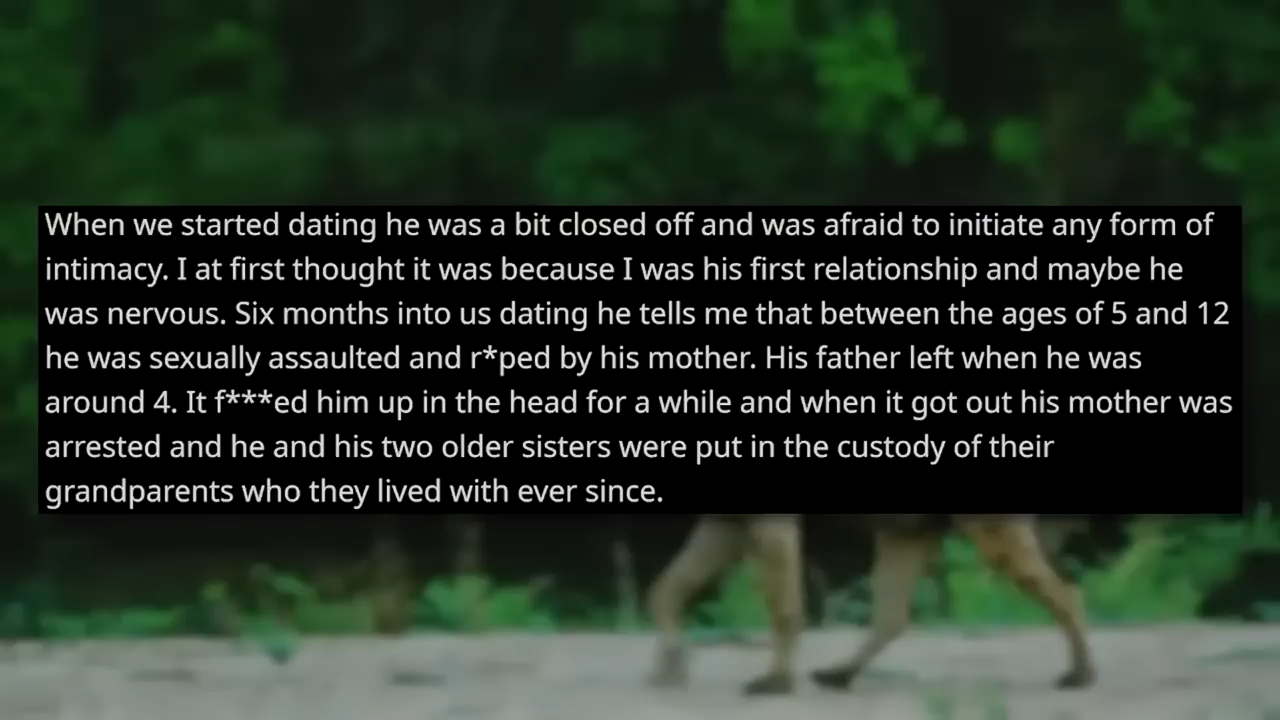 When we started dating he was a bit closed off and was afraid to initiate any form of
intimacy. I at first thought it was because I was his first relationship and maybe he
was nervous. Six months into us dating he tells me that between the ages of 5 and 12
he was sexually assaulted and r*ped by his mother. His father left when he was
around 4. It f***ed him up in the head for a while and when it got out his mother was
arrested and he and his two older sisters were put in the custody of their
grandparents who they lived with ever since.